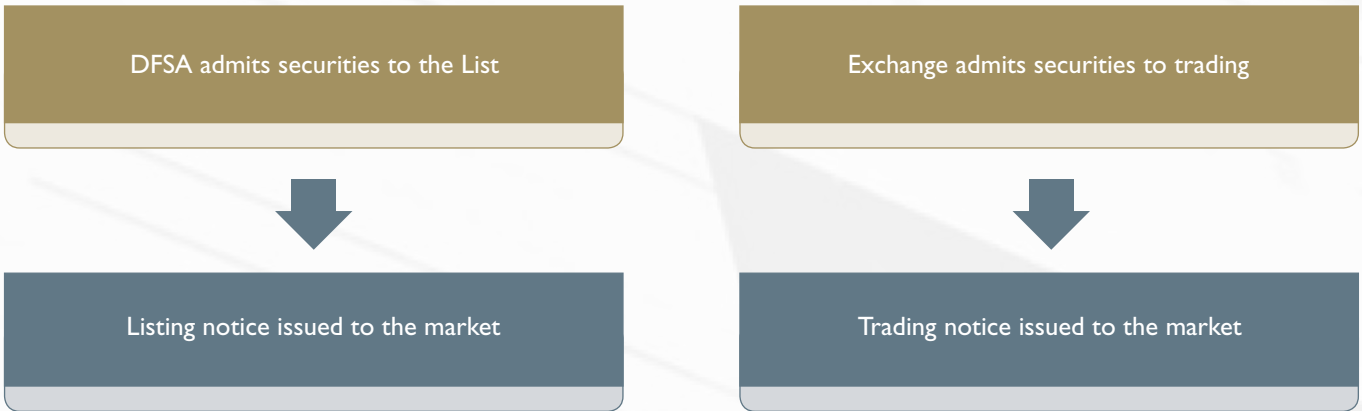 DFSA admits securities to the List
Exchange admits securities to trading
Listing notice issued to the market
Trading notice issued to the market